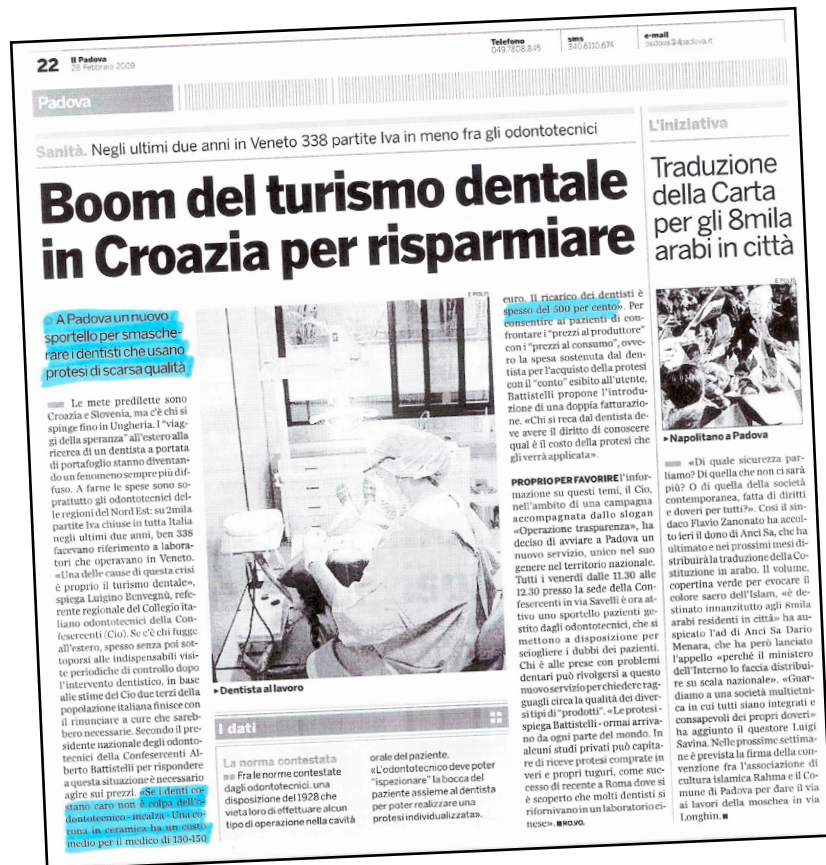 22
Il Padova
26 Febbraio 2009
Telefono
049.7808.845
sms
340.6110.674
e-mail
padova@ilpadova.it
Padova
Sanità. Negli ultimi due anni in Veneto 338 partite Iva in meno fra gli odontotecnici
Boom del turismo dentale
in Croazia per risparmiare
A Padova un nuovo
sportello per smasche-
rare i dentisti che usano
protesi di scarsa qualità
Le mete predilette sono
Croazia e Slovenia, ma c'è chi si
spinge fino in Ungheria. I "viag-
gi della speranza" all'estero alla
ricerca di un dentista a portata
di portafoglio stanno diventan-
do un fenomeno sempre più dif-
fuso. A farne le spese sono so-
prattutto gli odontotecnici del-
le regioni del Nord Est: su 2mila
partite Iva chiuse in tutta Italia
negli ultimi due anni, ben 338
facevano riferimento a labora-
tori che operavano in Veneto.
«Una delle cause di questa crisi
è proprio il turismo dentale»,
spiega Luigino Benvegnù, refe-
rente regionale del Collegio ita-
liano odontotecnici della Con-
fesercenti (Cio). Se c'è chi fugge
all'estero, spesso senza poi sot-
toporsi alle indispensabili visi-
te periodiche di controllo dopo
l'intervento dentistico, in base
alle stime del Cio due terzi della
popolazione italiana finisce con
il rinunciare a cure che sareb-
bero necessarie. Secondo il pre-
sidente nazionale degli odonto-
tecnici della Confesercenti Al-
berto Battistelli per rispondere
a questa situazione è necessario
agire sui prezzi. «Se i denti co-
stano caro non è colpa dell'o-
dontotecnico - incalza - Una co-
rona in ceramica ha un costo
medio per il medico di 130-150
E POLIS
Dentista al lavoro
I dati
La norma contestata
Fra le norme contestate
dagli odontotecnici, una
disposizione del 1928 che
vieta loro di effettuare alcun
tipo di operazione nella cavità
orale del paziente.
«L'odontotecnico deve poter
"ispezionare" la bocca del
paziente assieme al dentista
per poter realizzare una
protesi individualizzata».
euro. Il ricarico dei dentisti è
spesso del 500 per cento». Per
consentire ai pazienti di con-
frontare i "prezzi al produttore"
con i "prezzi al consumo", ovve-
ro la spesa sostenuta dal den-
tista per l'acquisto della protesi
con il "conto" esibito all'utente,
Battistelli propone l'introdu-
zione di una doppia fatturazio-
ne. «Chi si reca dal dentista de-
ve avere il diritto di conoscere
qual è il costo della protesi che
gli verrà applicata».
PROPRIO PER FAVORIRE l'infor-
mazione su questi temi, il Cio,
nell'ambito di una campagna
accompagnata dallo slogan
«Operazione trasparenza», ha
deciso di avviare a Padova un
nuovo servizio, unico nel suo
genere nel territorio nazionale.
Tutti i venerdì dalle 11.30 alle
12.30 presso la sede della Con-
fesercenti in via Savelli è ora at-
tivo uno sportello pazienti ge-
stito dagli odontotecnici, che si
mettono a disposizione per
sciogliere i dubbi dei pazienti.
Chi è alle prese con problemi
dentari può rivolgersi a questo
nuovo servizio per chiedere rag-
guagli circa la qualità dei diver-
si tipi di "prodotti". «Le protesi -
spiega Battistelli - ormai arriva-
no da ogni parte del mondo. In
alcuni studi privati può capita-
re di riceve protesi comprate in
veri e propri tuguri, come suc-
cesso di recente a Roma dove si
è scoperto che molti dentisti si
rifornivano in un laboratorio ci-
nese». RO.VO.
L'iniziativa
Traduzione
della Carta
per gli 8mila
arabi in città
E POLIS
Napolitano a Padova
«Di quale sicurezza par-
liamo? Di quella che non ci sarà
più? O di quella della società
contemporanea, fatta di diritti
e doveri per tutti?». Così il sin-
daco Flavio Zanonato ha accol-
to ieri il dono di Anci Sa, che ha
ultimato e nei prossimi mesi di-
stribuirà la traduzione della Co-
stituzione in arabo. Il volume,
copertina verde per evocare il
colore sacro dell'Islam, «è de-
stinato innanzitutto agli 8mila
arabi residenti in città» ha au-
spicato l'ad di Anci Sa Dario
Menara, che ha però lanciato
l'appello «perché il ministero
dell'Interno lo faccia distribui-
re su scala nazionale». «Guar-
diamo a una società multietni-
ca in cui tutti siano integrati e
consapevoli dei propri doveri»
ha aggiunto il questore Luigi
Savina. Nelle prossime settima-
ne è prevista la firma della con-
venzione fra l'associazione di
cultura islamica Rahma e il Co-
mune di Padova per dare il via
ai lavori della moschea in via
Longhin.